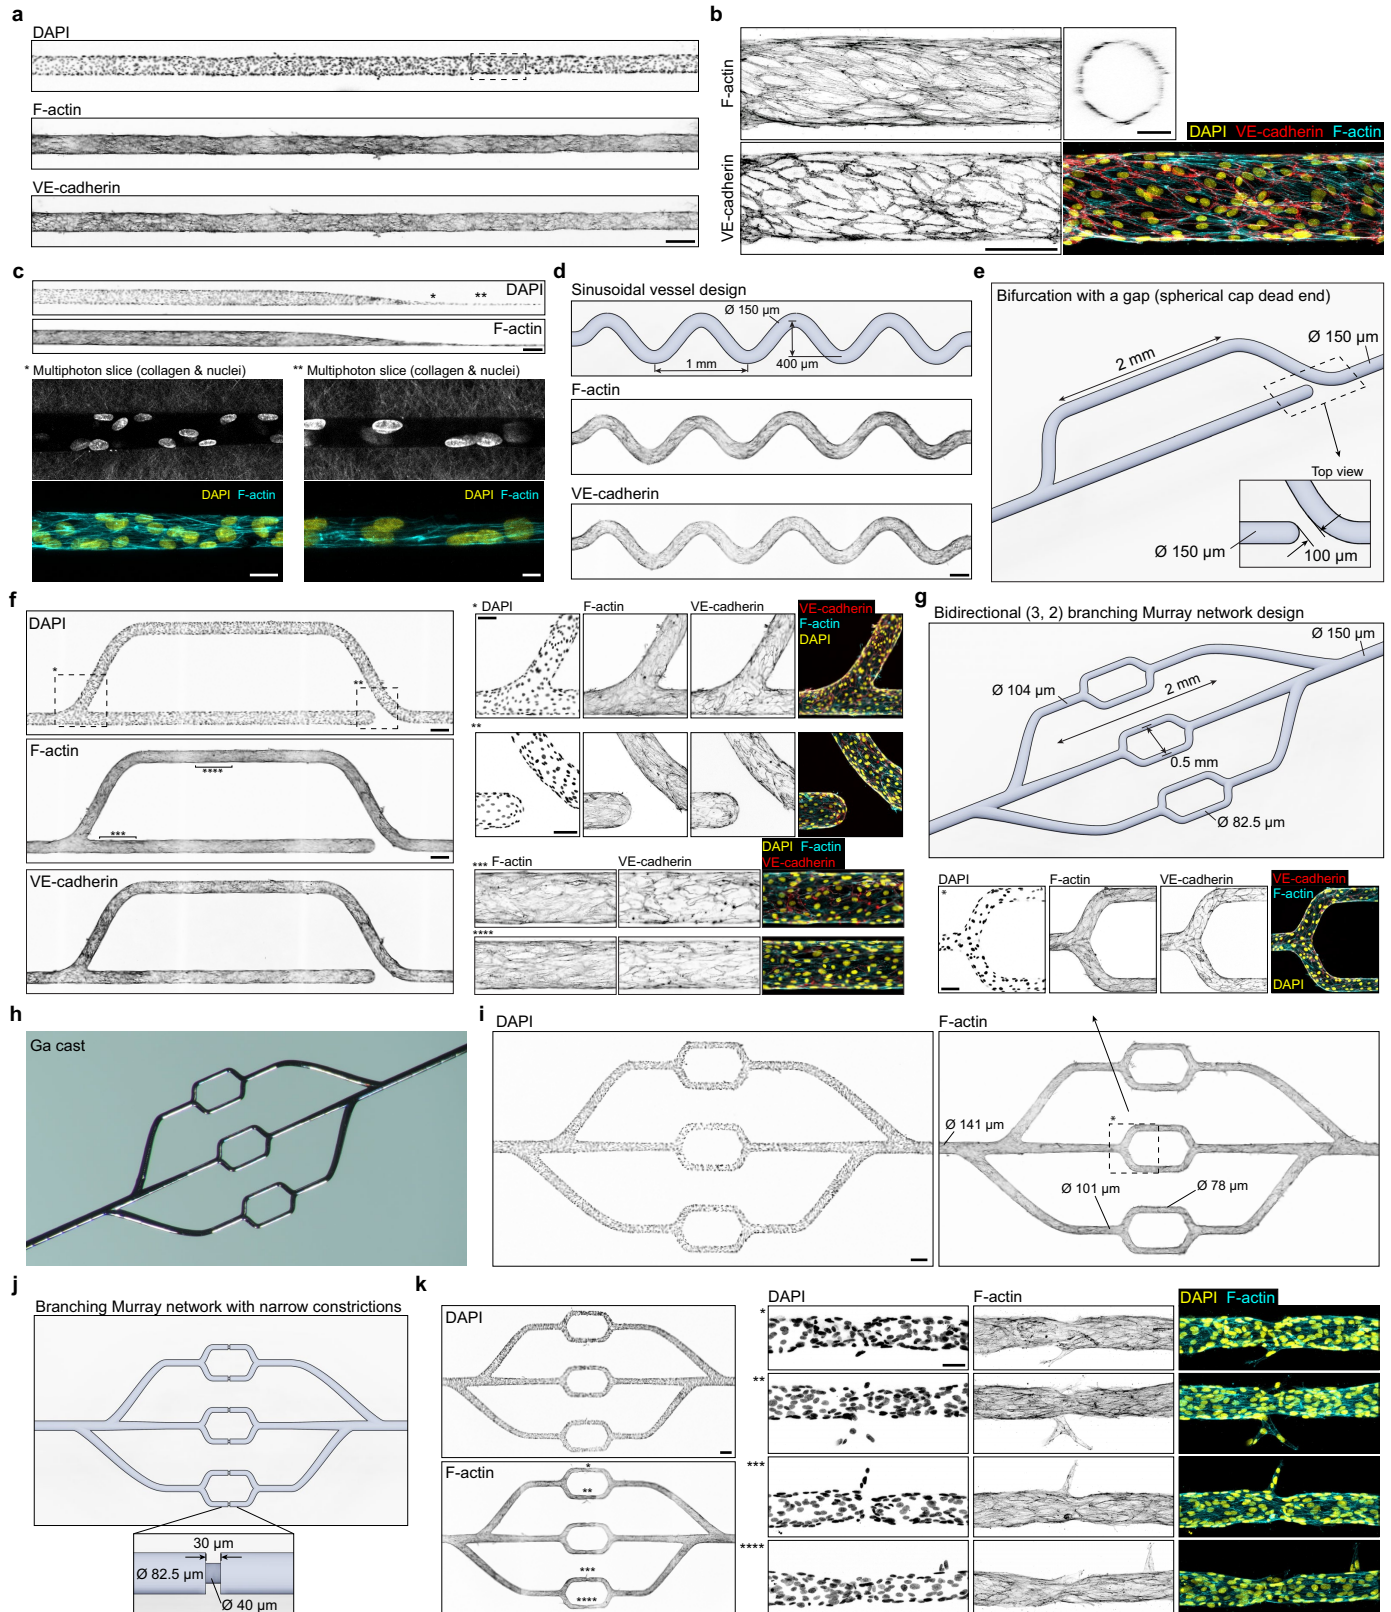 a
DAPI
F-actin
VE-cadherin
b
F-actin
DAPI VE-cadherin F-actin
VE-cadherin
c
DAPI
* **
F-actin
* Multiphoton slice (collagen & nuclei)
** Multiphoton slice (collagen & nuclei)
DAPI F-actin
DAPI F-actin
d
Sinusoidal vessel design
Ø 150 µm
1 mm
400 µm
F-actin
VE-cadherin
e
Bifurcation with a gap (spherical cap dead end)
2 mm
Ø 150 µm
Top view
Ø 150 µm
100 µm
f
DAPI
*
**
F-actin
****
***
VE-cadherin
* DAPI
F-actin
VE-cadherin
VE-cadherin
F-actin
DAPI
**
DAPI F-actin
VE-cadherin
*** F-actin
VE-cadherin
****
g
Bidirectional (3, 2) branching Murray network design
Ø 150 µm
Ø 104 µm
2 mm
0.5 mm
Ø 82.5 µm
DAPI
F-actin
VE-cadherin
VE-cadherin
F-actin
*
DAPI
h
Ga cast
i
DAPI
F-actin
*
Ø 141 µm
Ø 101 µm
Ø 78 µm
j
Branching Murray network with narrow constrictions
30 µm
Ø 82.5 µm
Ø 40 µm
k
DAPI
F-actin
*
**
***
****
DAPI
F-actin
DAPI F-actin
*
**
***
****